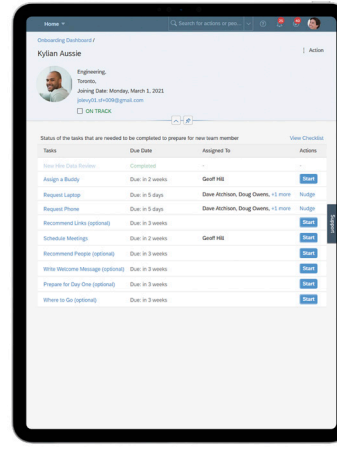 Home
Search for actions or peo...
Onboarding Dashboard /
Kylian Aussie
Action
Engineering,
Toronto,
Joining Date: Monday, March 1, 2021
ON TRACK
Status of the tasks that are needed to be completed to prepare for new team member
View Checklist
Tasks Due Date Assigned To Actions
New Hire Data Review Completed - -
Assign a Buddy Due: in 2 weeks Geoff Hill Start
Request Laptop Due: in 5 days Dave Atchison, Doug Owens, +1 more Nudge
Request Phone Due: in 5 days Dave Atchison, Doug Owens, +1 more Nudge
Recommend Links (optional) Due: in 3 weeks Start
Schedule Meetings Due: in 2 weeks Geoff Hill Start
Recommend People (optional) Due: in 3 weeks Start
Write Welcome Message (optional) Due: in 3 weeks Start
Prepare for Day One (optional) Due: in 3 weeks Start
Where to Go (optional) Due: in 3 weeks Start
Support